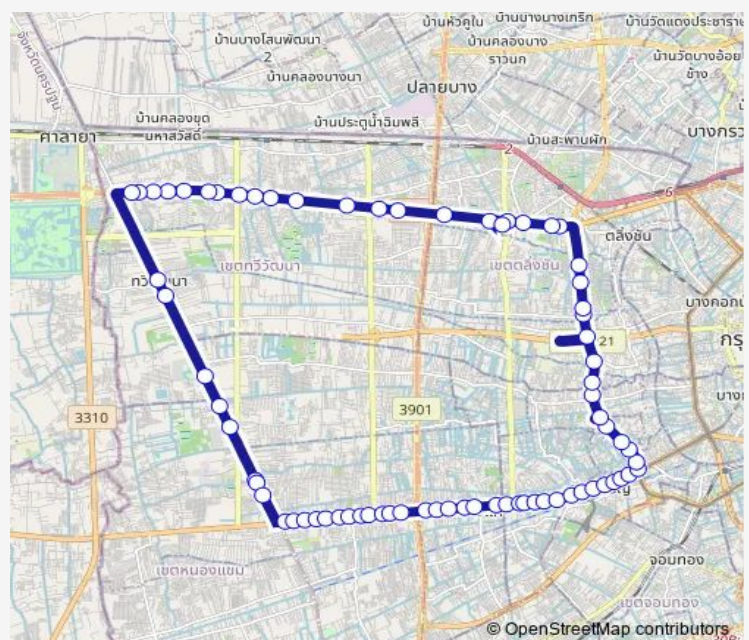 บ้านหัวคูใน
บ้านบางนางเกริก
บ้านวัดแดงประชารา
จังหวัดนครปฐม
บ้านบางโสนพัฒนา
2
บ้านคลองบาง
ราวนก
บ้านวัดบางอ้อย
ช้าง
บ้านคลองบางนา
ปลายบาง
บ้านคลองขุด
มหาสวัสดิ์
บ้านประตูน้ำฉิมพลี
ศาลายา
บ้านสะพานผัก
บางกรว
2
6
ตลิ่งชัน
เขตทวีวัฒนา
เขตตลิ่งชัน
ทวีวัฒนา
บางคอกน
21
กรุ
3310
3901
บาง
จอมทอง
เขตหนองแขม
เขตจอมทอง
© OpenStreetMap contributors